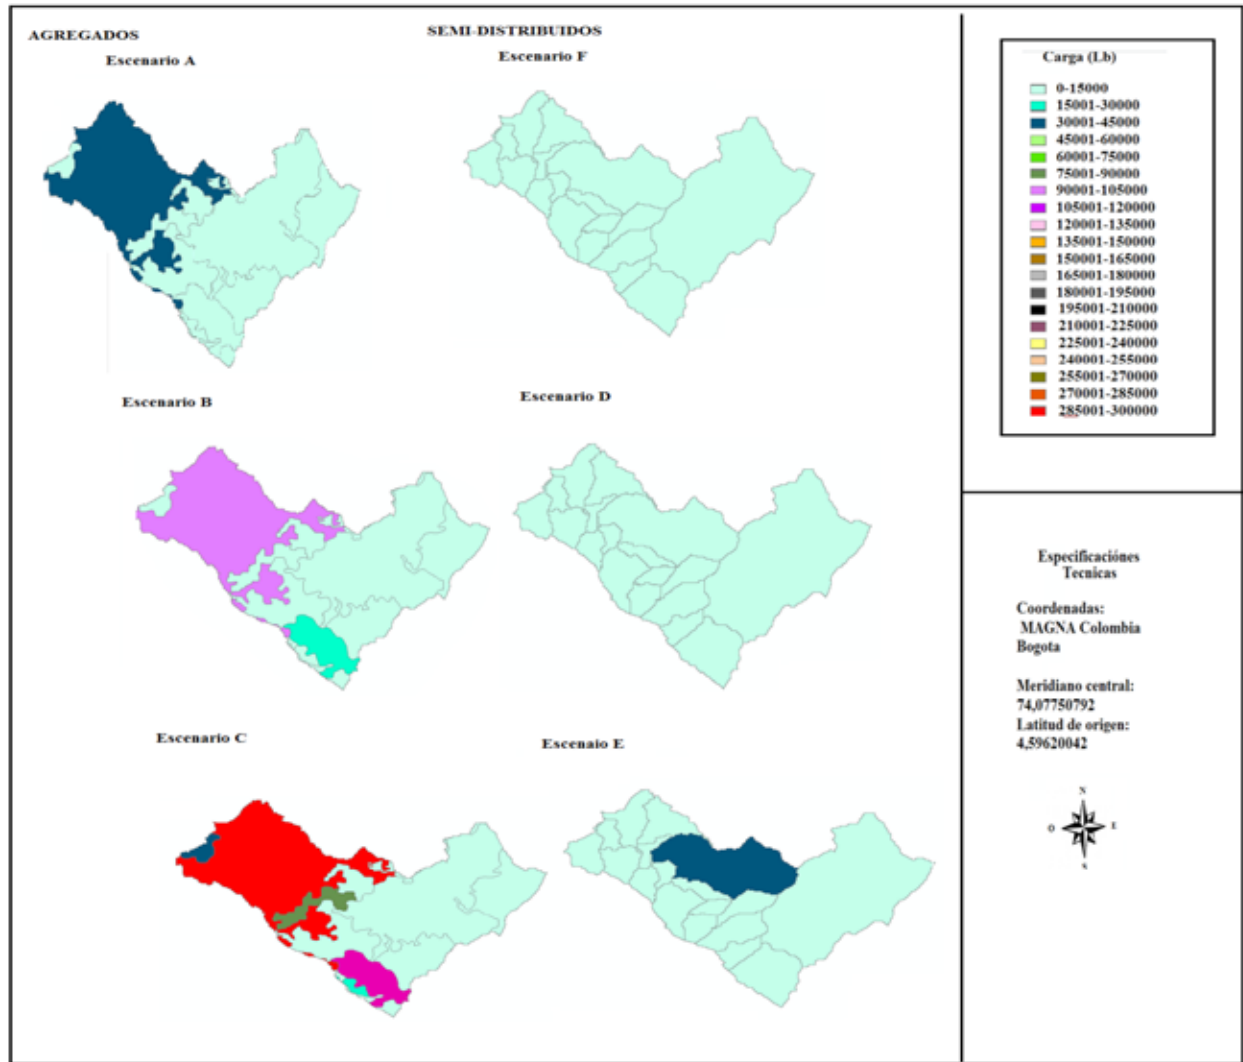 AGREGADOS
SEMI-DISTRIBUIDOS
Escenario A
Escenario F
Escenario B
Escenario D
Escenario C
Escenaio E
Carga (Lb)
0-15000
15001-30000
30001-45000
45001-60000
60001-75000
75001-90000
90001-105000
105001-120000
120001-135000
135001-150000
150001-165000
165001-180000
180001-195000
195001-210000
210001-225000
225001-240000
240001-255000
255001-270000
270001-285000
285001-300000
Especificaciónes
Tecnicas
Coordenadas:
MAGNA Colombia
Bogota
Meridiano central:
74,07750792
Latitud de origen:
4,59620042
N
O
E
S